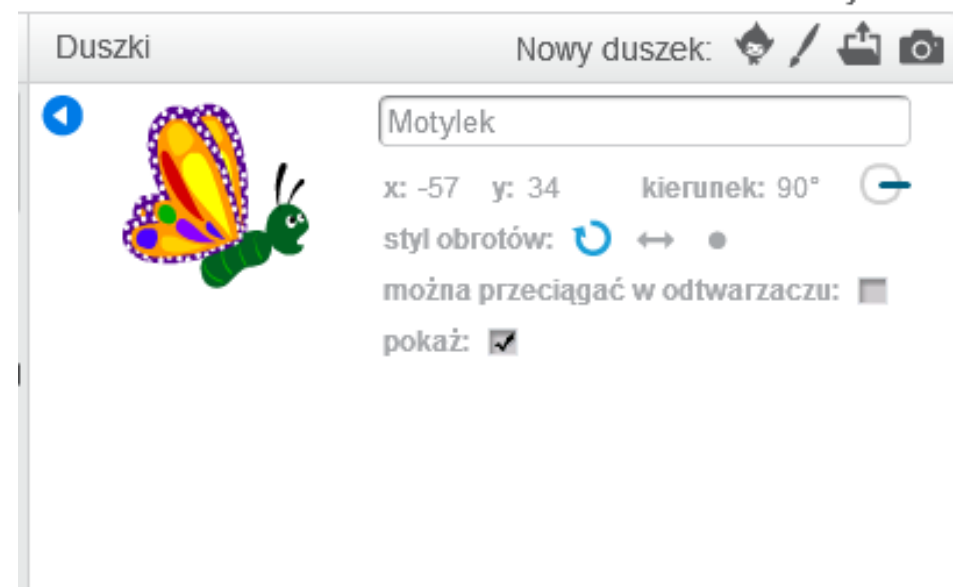 Duszki Nowy duszek:
Motylek
x: -57 y: 34 kierunek: 90°
styl obrotów:
można przeciągać w odtwarzaczu:
pokaż: